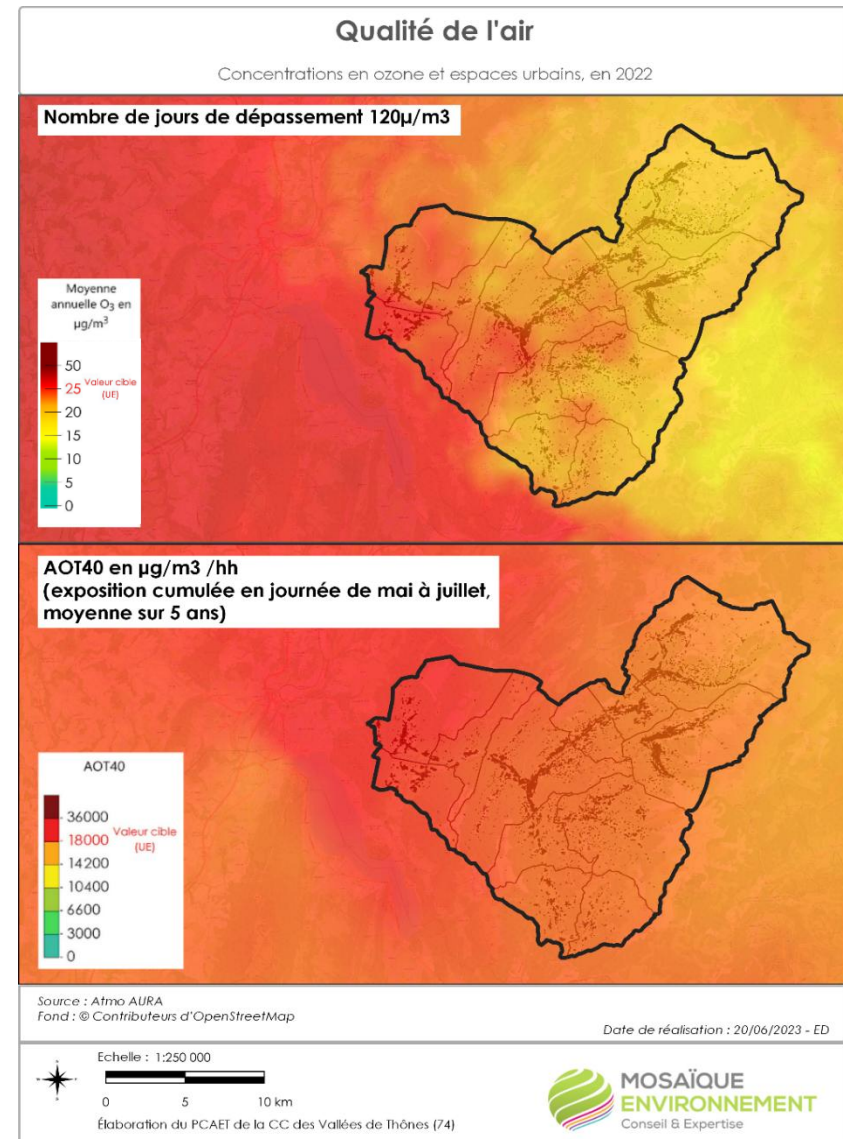 Qualité de l'air
Concentrations en ozone et espaces urbains, en 2022
Nombre de jours de dépassement 120µ/m3
Moyenne
annuelle O3 en
µg/m3
50
25 Valeur cible
(UE)
20
15
10
5
0
AOT40 en µg/m3 /hh
(exposition cumulée en journée de mai à juillet,
moyenne sur 5 ans)
AOT40
36000
18000 Valeur cible
(UE)
14200
10400
6600
3000
0
Source : Atmo AURA
Fond : © Contributeurs d'OpenStreetMap
Date de réalisation : 20/06/2023 - ED
Echelle : 1:250 000
0 5 10 km
Élaboration du PCAET de la CC des Vallées de Thônes (74)
MOSAÏQUE
ENVIRONNEMENT
Conseil & Expertise